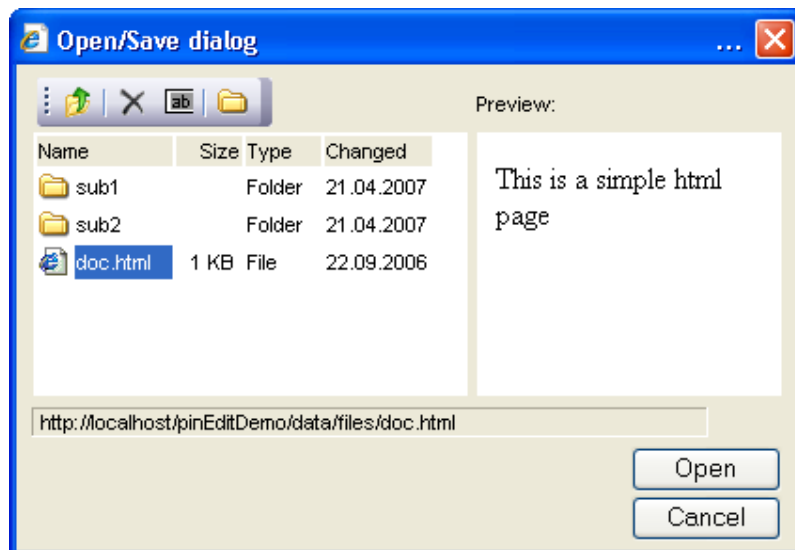 Open/Save dialog ...
ab
Preview:
Name Size Type Changed
sub1 Folder 21.04.2007
sub2 Folder 21.04.2007
doc.html 1 KB File 22.09.2006
This is a simple html
page
http://localhost/pinEditDemo/data/files/doc.html
Open
Cancel